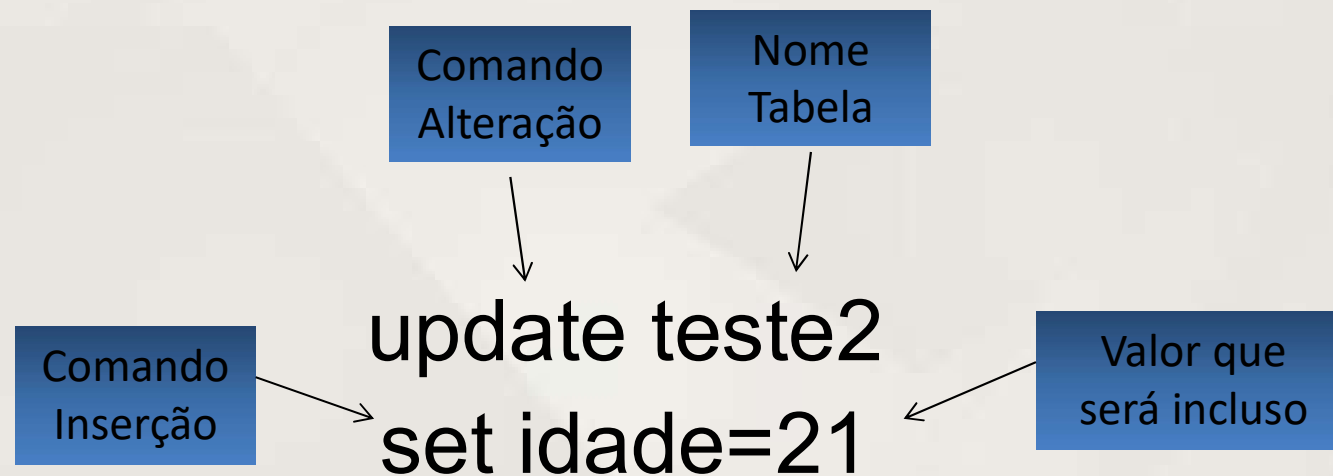 Comando
Alteração
Nome
Tabela
update teste2
Comando
Inserção
set idade=21
Valor que
será incluso